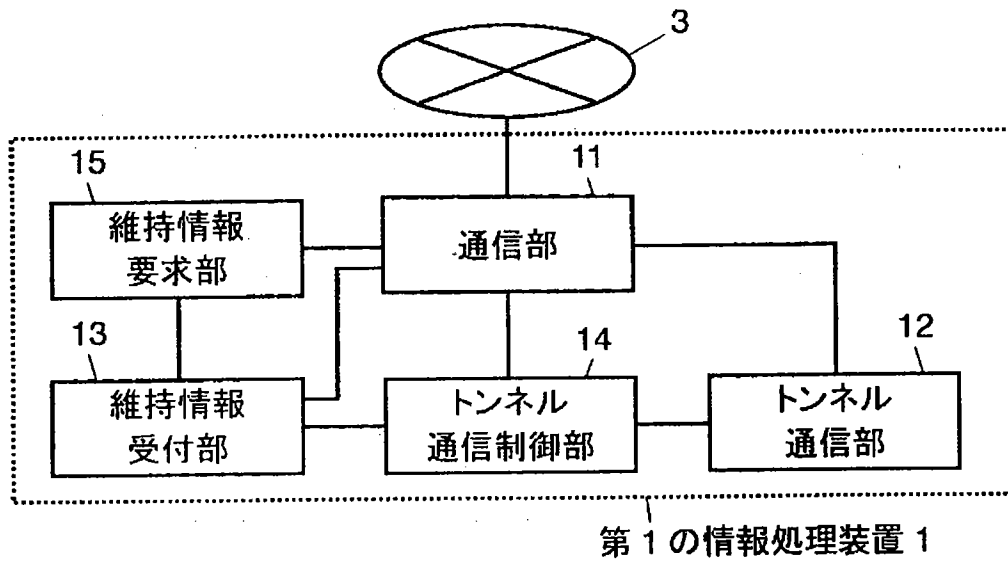 3
15
維持情報
要求部
11
通信部
13
維持情報
受付部
14
トンネル
通信制御部
12
トンネル
通信部
第1の情報処理装置1